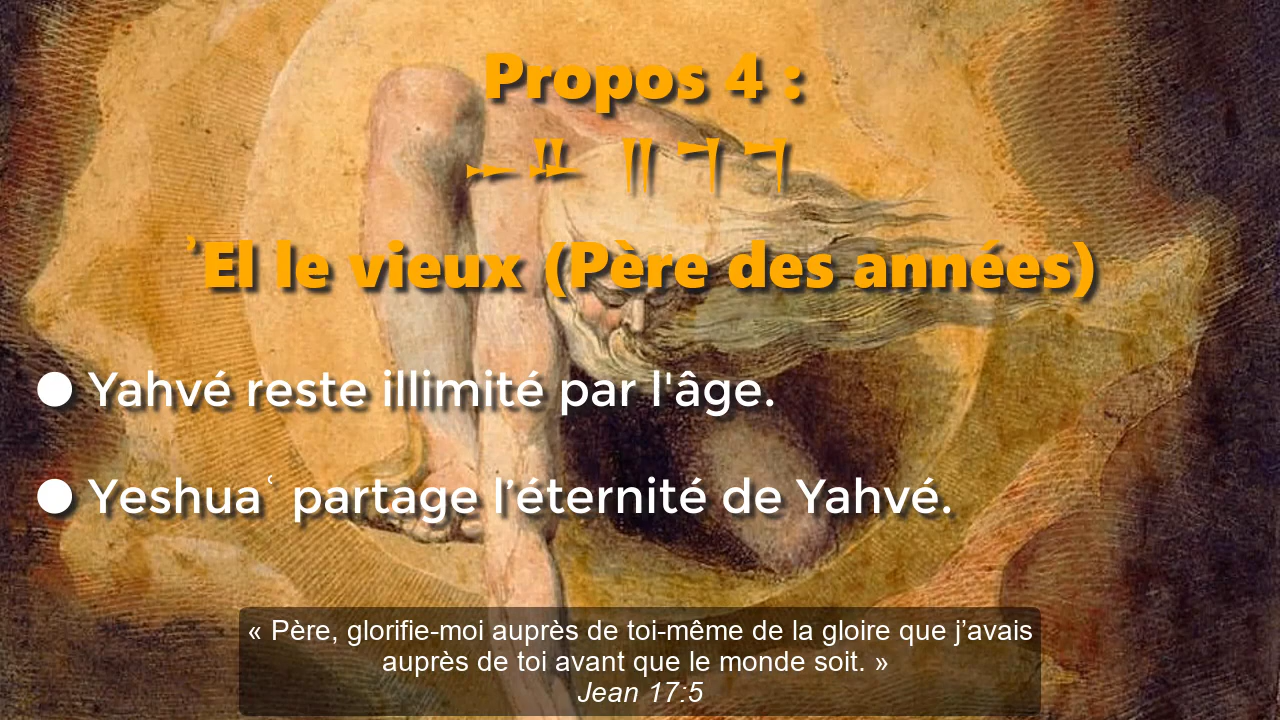 Propos 4 :
ʾEl le vieux (Père des années)
● Yahvé reste illimité par l'âge.
● Yeshuaʿ partage l’éternité de Yahvé.
« Père, glorifie-moi auprès de toi-même de la gloire que j’avais
auprès de toi avant que le monde soit. »
Jean 17:5